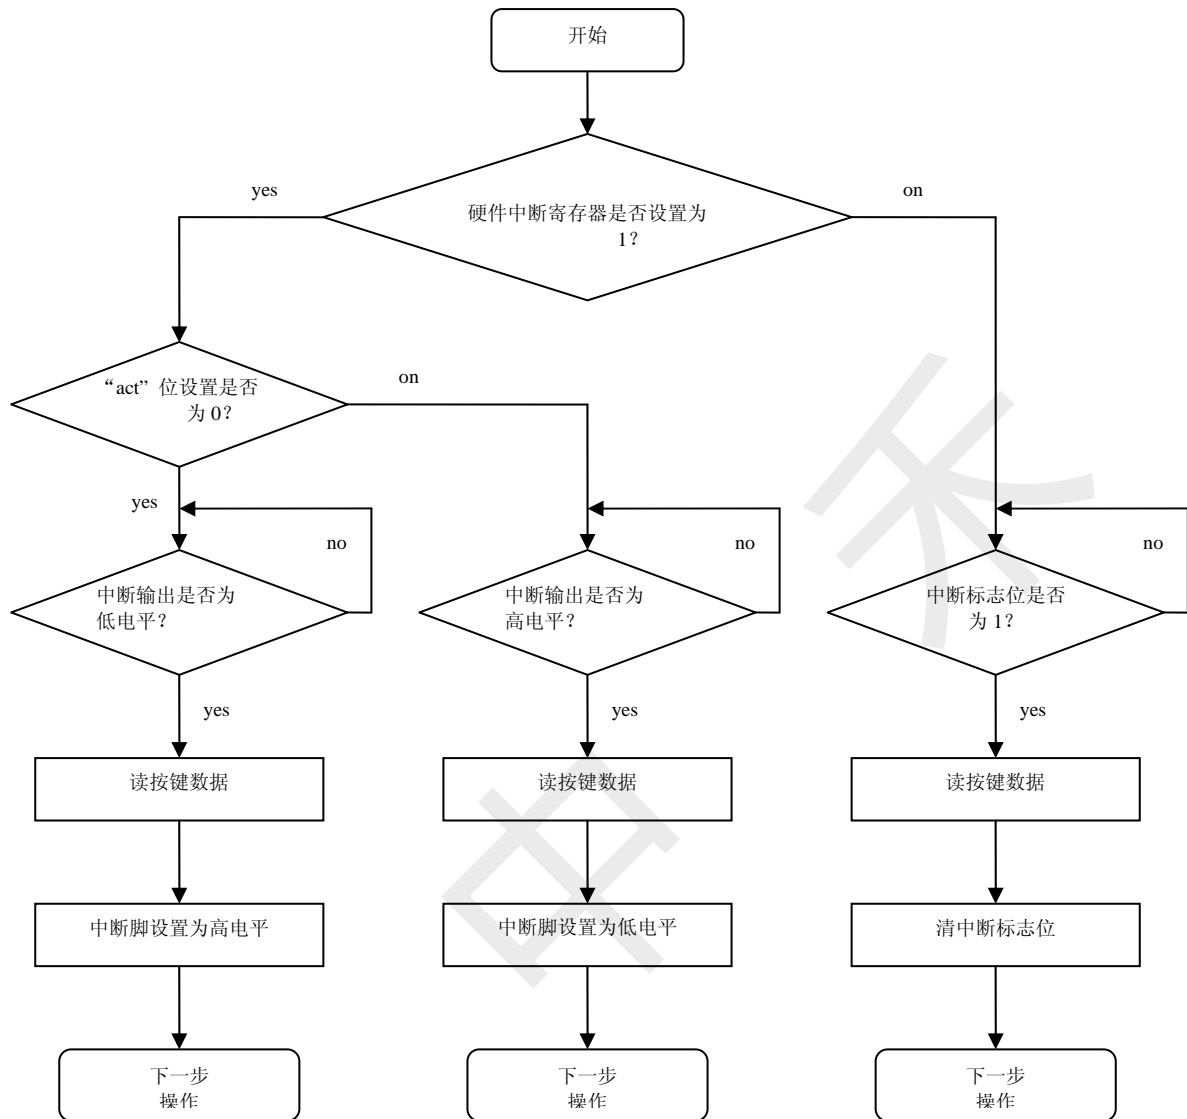 开始
yes
on
硬件中断寄存器是否设置为
1？
“act”位设置是否
为 0？
on
yes
no
no
no
中断输出是否为
低电平？
中断输出是否为
高电平？
中断标志位是否
为 1？
yes
yes
yes
读按键数据
读按键数据
读按键数据
中断脚设置为高电平
中断脚设置为低电平
清中断标志位
下一步
操作
下一步
操作
下一步
操作
中
禾